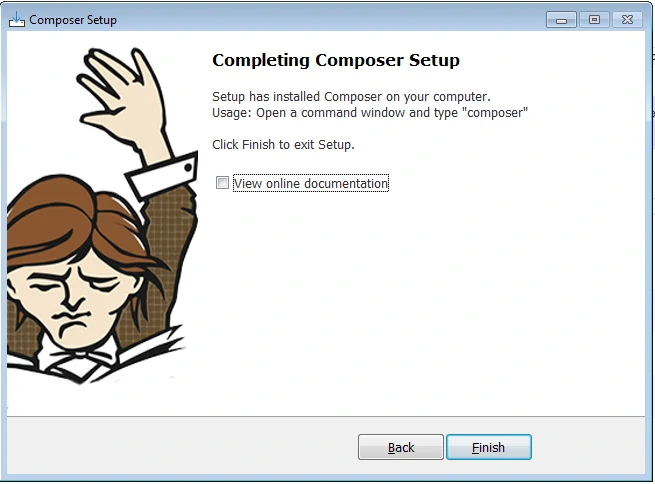 Composer Setup
Completing Composer Setup
Setup has installed Composer on your computer.
Usage: Open a command window and type "composer"
Click Finish to exit Setup.
View online documentation
Back
Finish